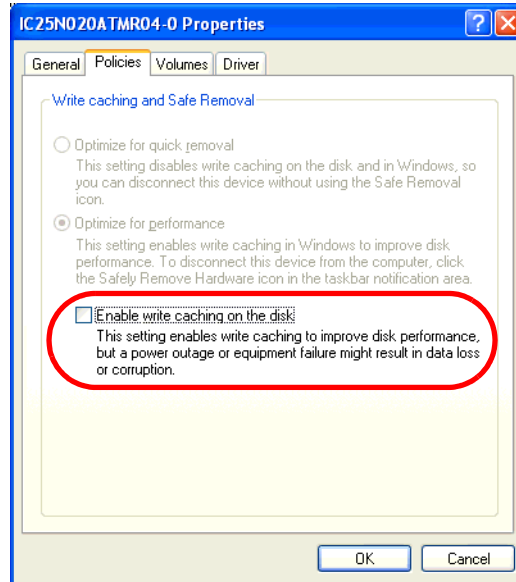 IC25N020ATMR04-0 Properties
General Policies Volumes Driver
Write caching and Safe Removal
Optimize for quick removal
This setting disables write caching on the disk and in Windows, so
you can disconnect this device without using the Safe Removal
icon.
Optimize for performance
This setting enables write caching in Windows to improve disk
performance. To disconnect this device from the computer, click
the Safely Remove Hardware icon in the taskbar notification area.
Enable write caching on the disk
This setting enables write caching to improve disk performance,
but a power outage or equipment failure might result in data loss
or corruption.
OK Cancel